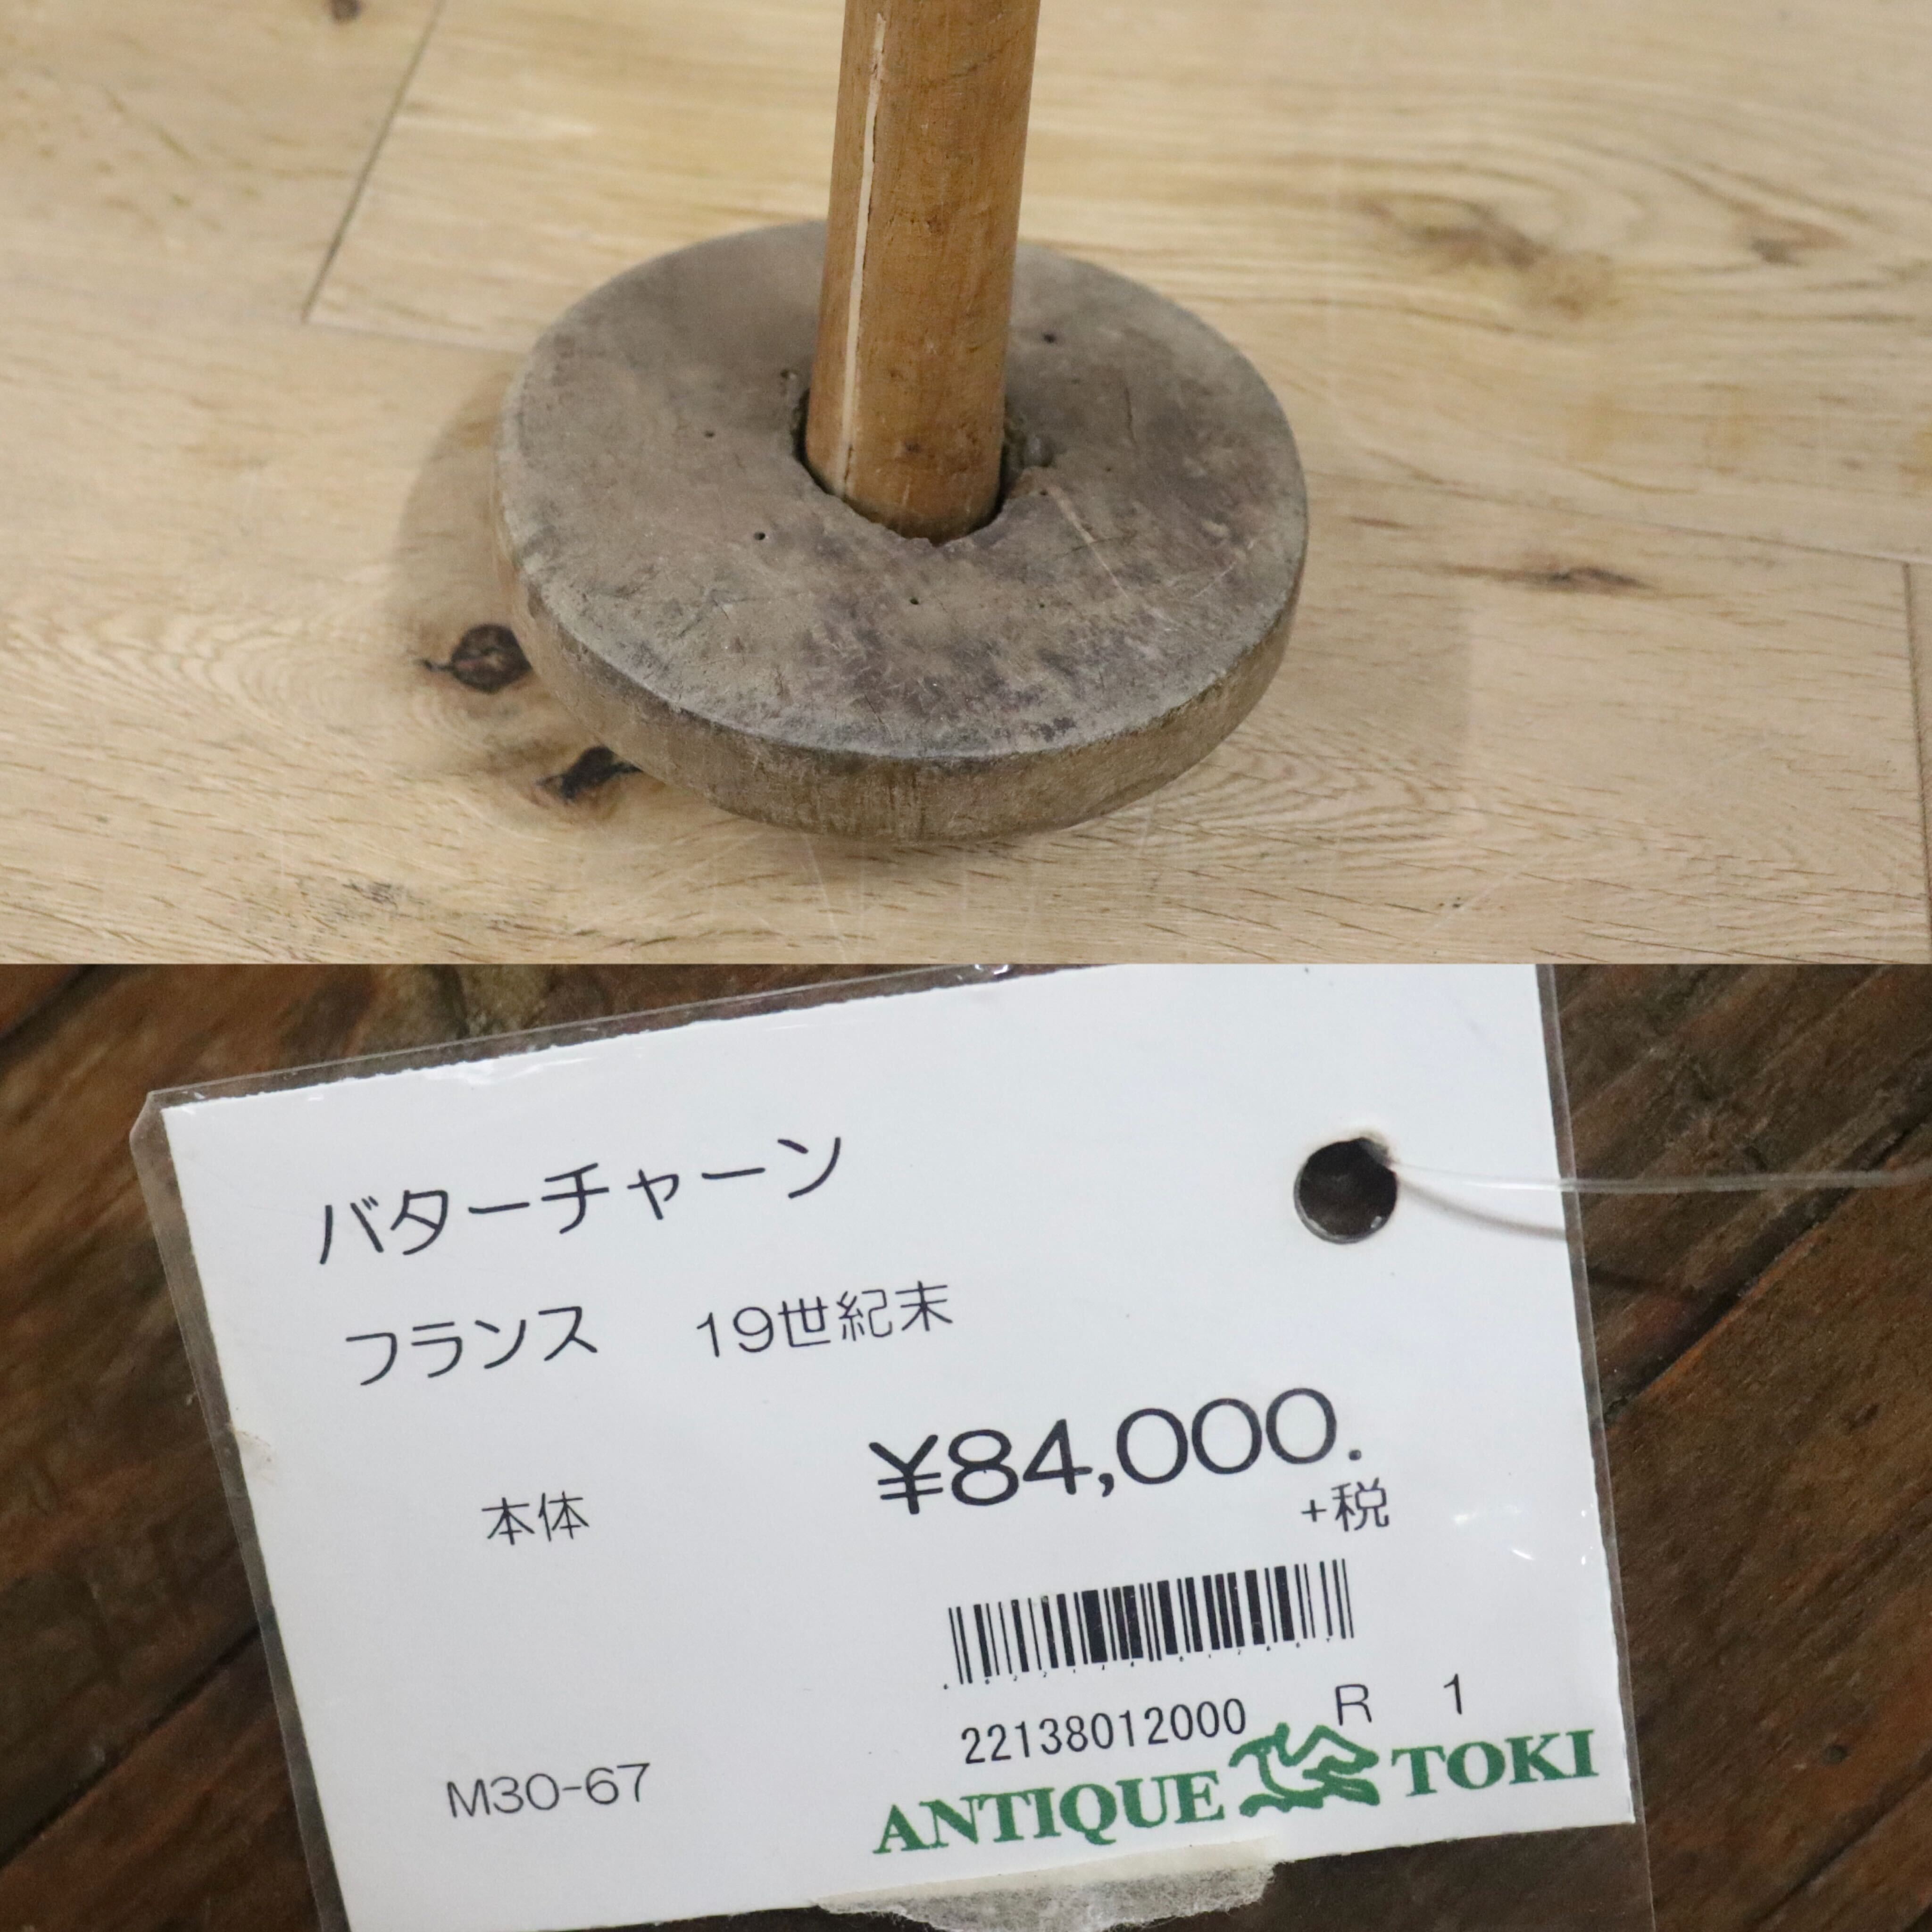 バターチャーン
フランス 19世紀末
本体 ¥84,000.
+税
22138012000 R 1
M30-67
ANTIQUE TOKI